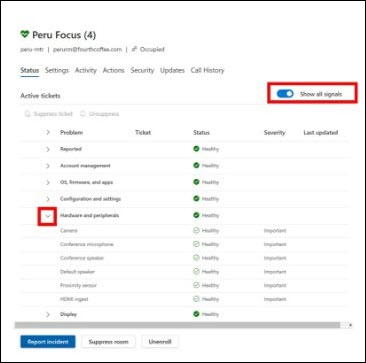 Peru Focus (4)
peru-mtr | perurm@fourthcoffee.com | Occupied
Status Settings Activity Actions Security Updates Call History
Active tickets
Show all signals
Suppress ticket Unsuppress
Problem Ticket Status Severity Last updated
Reported Healthy
Account management Healthy
OS, firmware, and apps Healthy
Configuration and settings Healthy
Hardware and peripherals Healthy
Camera Healthy Important
Conference microphone Healthy
Conference speaker Healthy Important
Default speaker Healthy Important
Proximity sensor Healthy Important
HDMI ingest Healthy Important
Display Healthy
Report incident Suppress room Unenroll